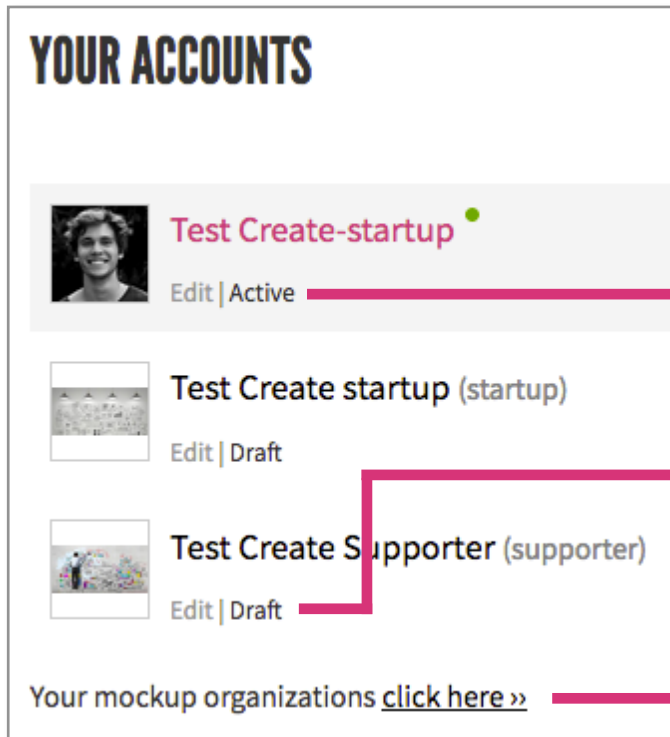 YOUR ACCOUNTS
Test Create-startup
Edit | Active
Test Create startup (startup)
Edit | Draft
Test Create Supporter (supporter)
Edit | Draft
Your mockup organizations click here ››